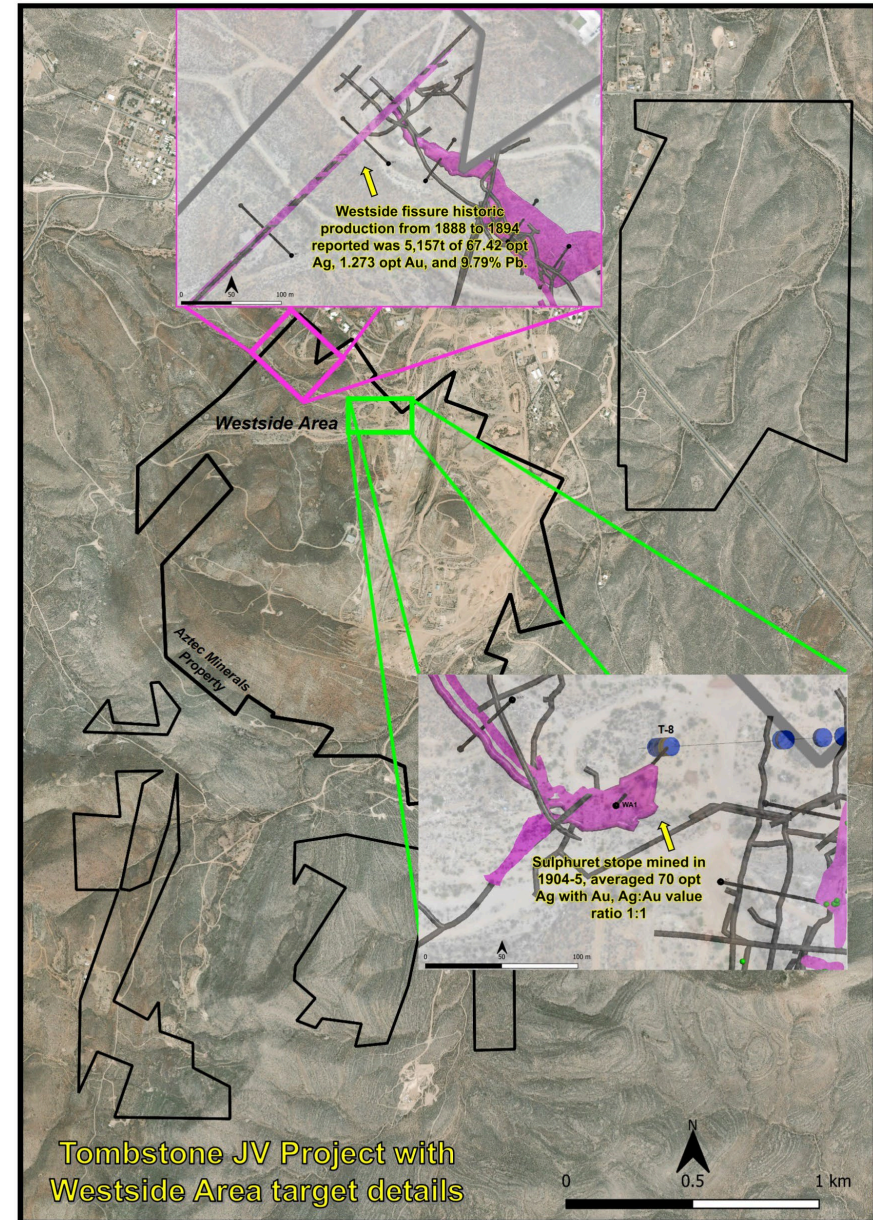 Westside fissure historic
production from 1888 to 1894
reported was 5,157t of 67.42 opt
Ag, 1.273 opt Au, and 9.79% Pb.
0 50 100 m
Westside Area
Aztec Minerals
Property
T-8
WA1
Sulphuret stope mined in
1904-5, averaged 70 opt
Ag with Au, Ag:Au value
ratio 1:1
0 50 100 m
Tombstone JV Project with
Westside Area target details
N
0 0.5 1 km